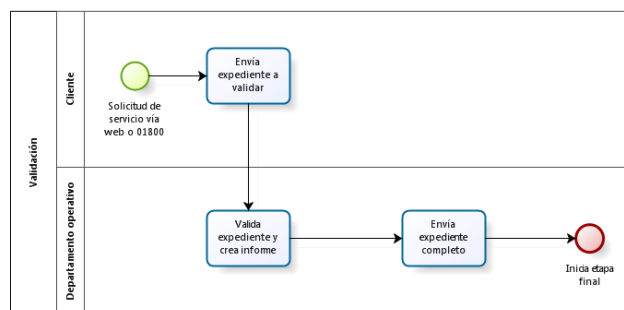 Validación
Cliente
Solicitud de
servicio vía
web o 01800
Envía
expediente a
validar
Departamento operativo
Valida
expediente y
crea informe
Envía
expediente
completo
Inicia etapa
final